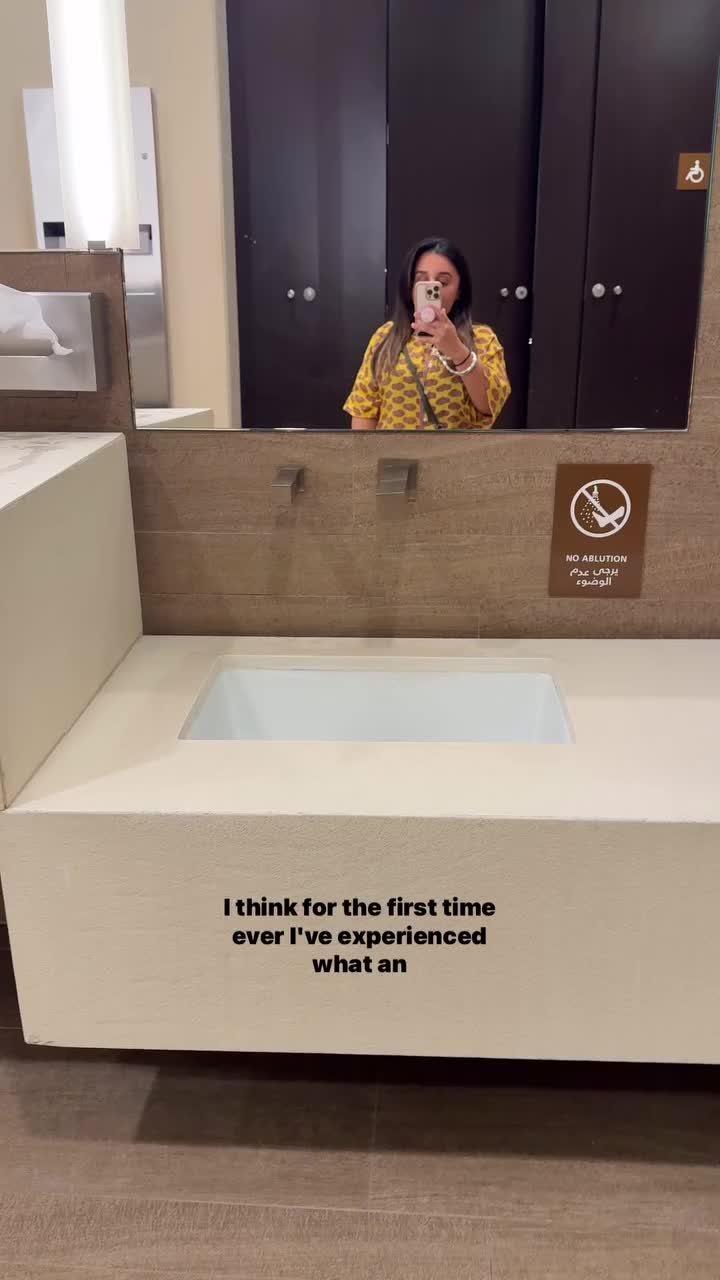 NO ABLUTION
يرجى عدم
الوضوء
I think for the first time
ever I've experienced
what an